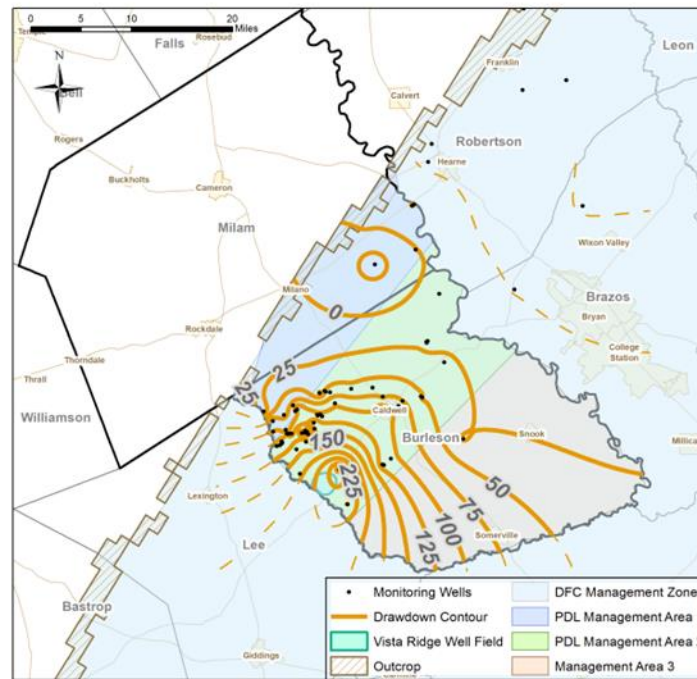 0 5 10 20
Miles
Temple
Falls
Rosebud
Leon
N
Bell
Franklin
Calvert
Robertson
Rogers
Hearne
Buckholts
Cameron
Wixon Valley
Milam
Milano
Brazos
0
Bryan
Rockdale
College
Station
Thorndale
25
Thrall
25
Caldwell
Williamson
150
Burleson
Snook
Millic
225
50
Lexington
75
100
Somerville
Lee
125
Bastrop
Giddings
Monitoring Wells
DFC Management Zone
Drawdown Contour
PDL Management Area
Vista Ridge Well Field
PDL Management Area
Outcrop
Management Area 3